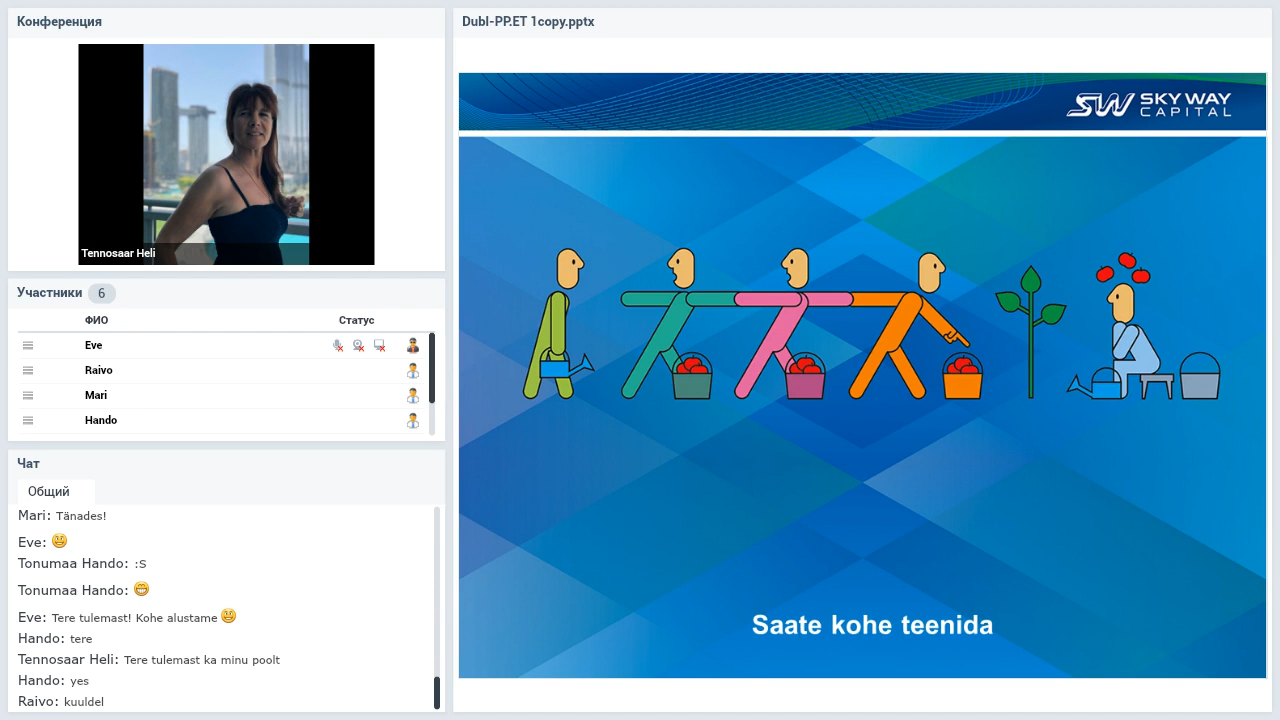 Конференция
Tennosaar Heli
Участники 6
ФИО Статус
Eve
Raivo
Mari
Hando
Чат
Общий
Mari: Tänades!
Eve:
Tonumaa Hando: :S
Tonumaa Hando:
Eve: Tere tulemast! Kohe alustame
Hando: tere
Tennosaar Heli: Tere tulemast ka minu poolt
Hando: yes
Raivo: kuuldel
Dubl-PP.ET 1copy.pptx
SW SKY WAY
CAPITAL
Saate kohe teenida